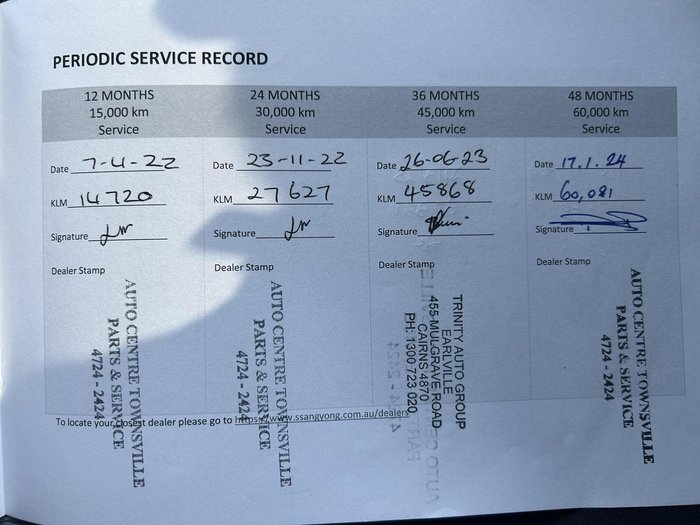 PERIODIC SERVICE RECORD
12 MONTHS
15,000 km
Service
Date 7-4-22
KLM 14720
Signature
Dealer Stamp
AUTO CENTRE TOWNSVILLE
PARTS & SERVICE
4724 - 2424
24 MONTHS
30,000 km
Service
Date 23-11-22
KLM 27627
Signature
Dealer Stamp
AUTO CENTRE TOWNSVILLE
PARTS & SERVICE
4724 - 2424
36 MONTHS
45,000 km
Service
Date 26-06-23
KLM 45868
Signature
Dealer Stamp
TRINITY AUTO GROUP
EARLVILLE
455 MULGRAVE ROAD
CAIRNS 4870
PH: 1300 723 020
48 MONTHS
60,000 km
Service
Date 17.1.24
KLM 60,081
Signature
Dealer Stamp
AUTO CENTRE TOWNSVILLE
PARTS & SERVICE
4724 - 2424
To locate your closest dealer please go to https://www.ssangyong.com.au/dealers